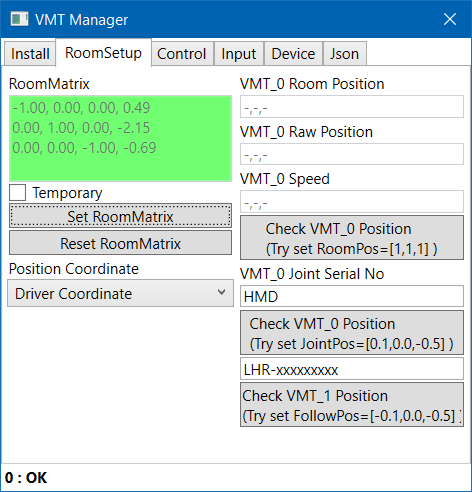 VMT Manager
Install RoomSetup Control Input Device Json
RoomMatrix
-1.00, 0.00, 0.00, 0.49
0.00, 1.00, 0.00, -2.15
0.00, 0.00, -1.00, -0.69
Temporary
Set RoomMatrix
Reset RoomMatrix
Position Coordinate
Driver Coordinate
VMT_0 Room Position
-,-,-
VMT_0 Raw Position
-,-,-
VMT_0 Speed
-,-,-
Check VMT_0 Position
(Try set RoomPos=[1,1,1] )
VMT_0 Joint Serial No
HMD
Check VMT_0 Position
(Try set JointPos=[0.1,0.0,-0.5] )
LHR-xxxxxxxxx
Check VMT_1 Position
(Try set FollowPos=[-0.1,0.0,-0.5] )
0 : OK